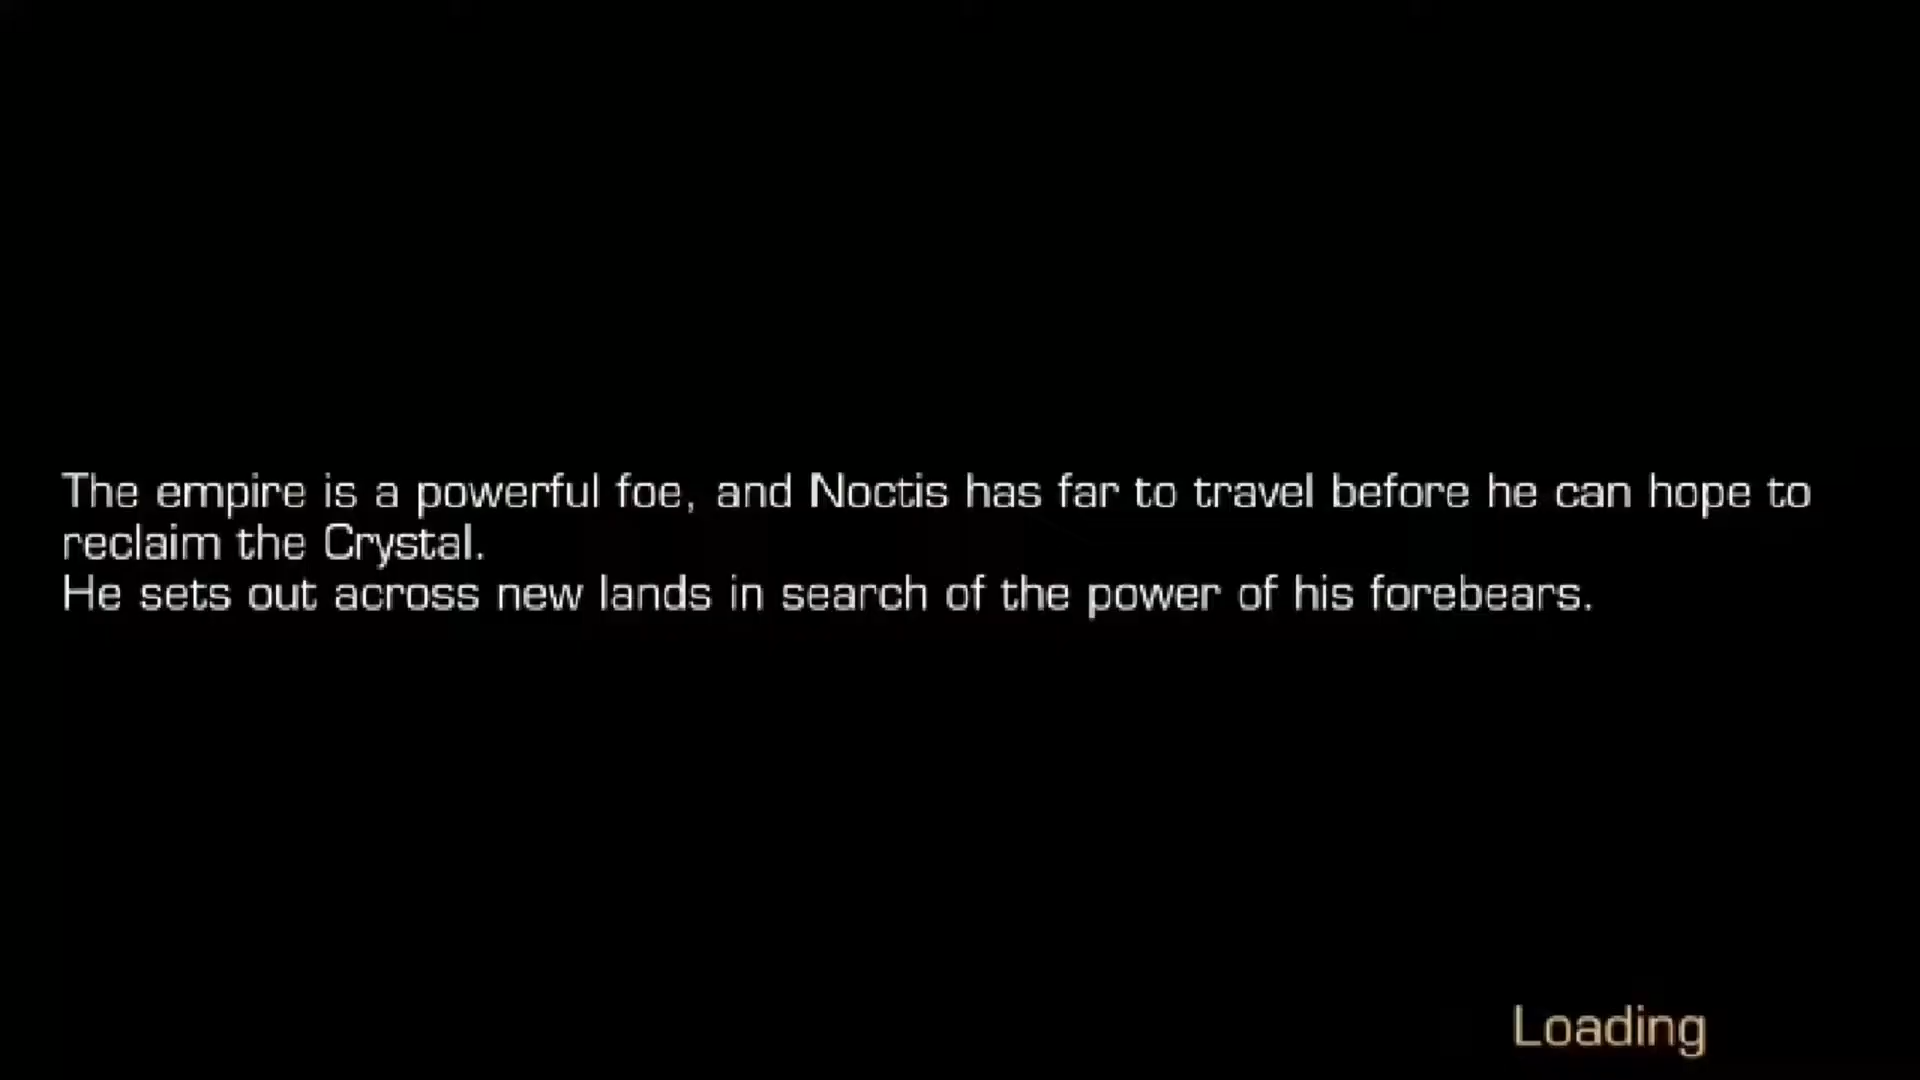 The empire is a powerful foe, and Noctis has far to travel before he can hope to
reclaim the Crystal.
He sets out across new lands in search of the power of his forebears.
Loading